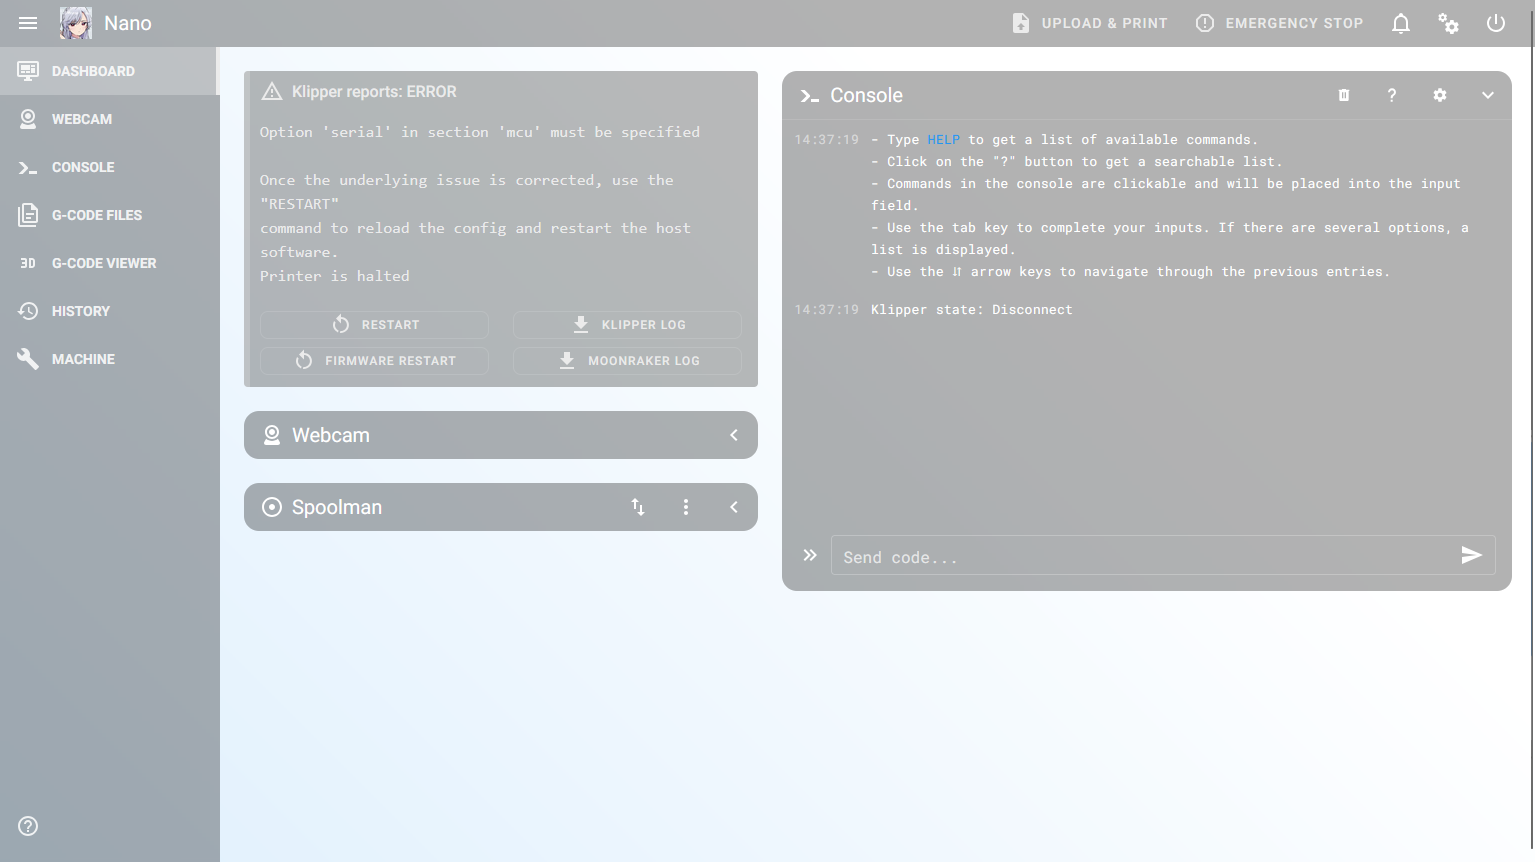 Nano
UPLOAD & PRINT
EMERGENCY STOP
DASHBOARD
WEBCAM
CONSOLE
G-CODE FILES
3D G-CODE VIEWER
HISTORY
MACHINE
Klipper reports: ERROR
Option 'serial' in section 'mcu' must be specified
Once the underlying issue is corrected, use the
"RESTART"
command to reload the config and restart the host
software.
Printer is halted
RESTART
KLIPPER LOG
FIRMWARE RESTART
MOONRAKER LOG
Webcam
Spoolman
Console
14:37:19 - Type HELP to get a list of available commands.
- Click on the "?" button to get a searchable list.
- Commands in the console are clickable and will be placed into the input
field.
- Use the tab key to complete your inputs. If there are several options, a
list is displayed.
- Use the ⇵ arrow keys to navigate through the previous entries.
14:37:19 Klipper state: Disconnect
Send code...